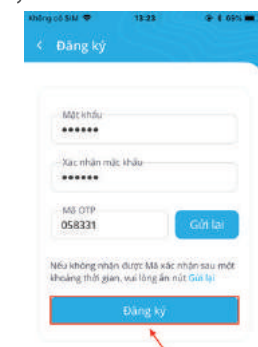 Không có SIM 13:23 69%
Đăng ký
Mật khẩu
••••••
Xác nhận mật khẩu
••••••
Mã OTP
058331 Gửi lại
Nếu không nhận được Mã xác nhận sau một
khoảng thời gian, vui lòng ấn nút Gửi lại
Đăng ký